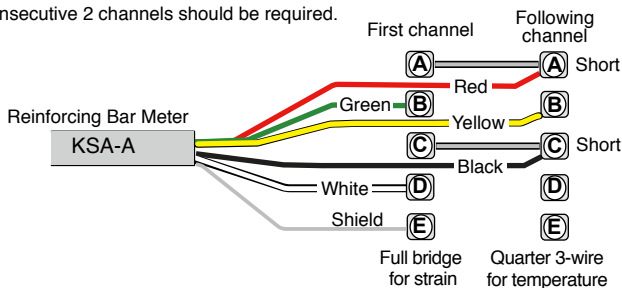 nsecutive 2 channels should be required.
First channel
Following
channel
A A Short
Red
Green B B
Reinforcing Bar Meter
Yellow
KSA-A
C C Short
Black
White D D
Shield E E
Full bridge
for strain
Quarter 3-wire
for temperature